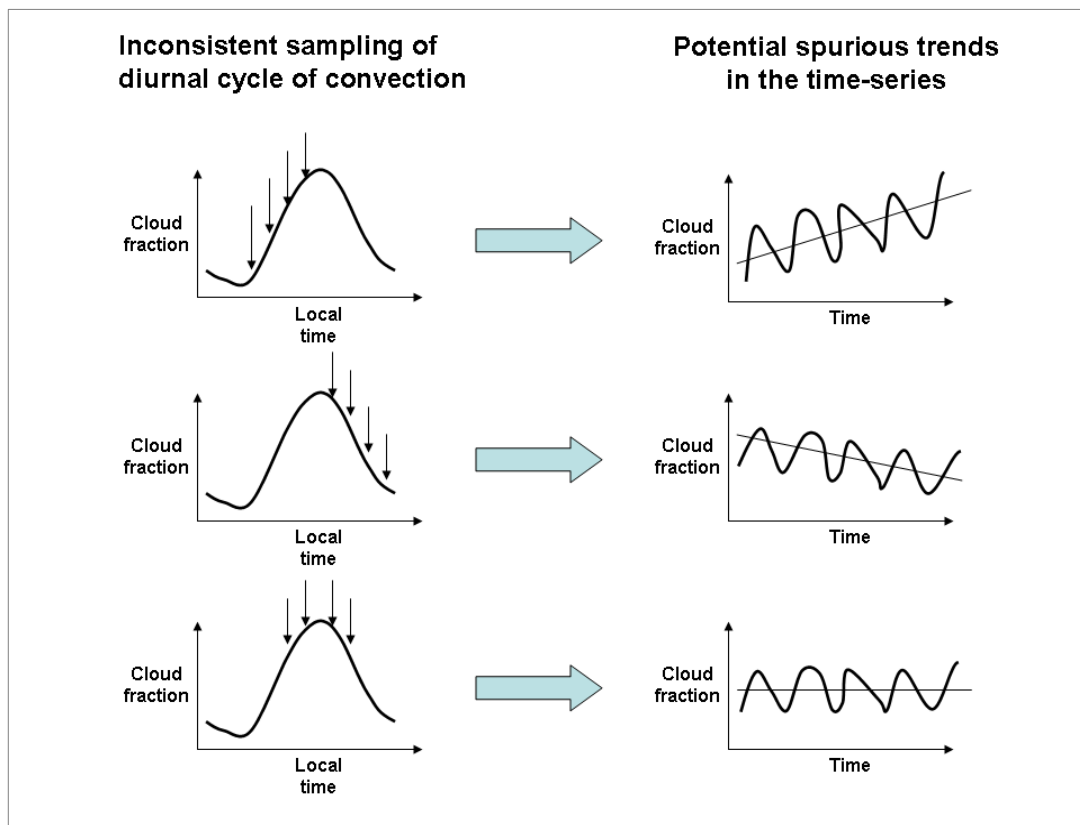 Inconsistent sampling of
diurnal cycle of convection
Potential spurious trends
in the time-series
Cloud
fraction
Local
time
Cloud
fraction
Time
Cloud
fraction
Local
time
Cloud
fraction
Time
Cloud
fraction
Local
time
Cloud
fraction
Time